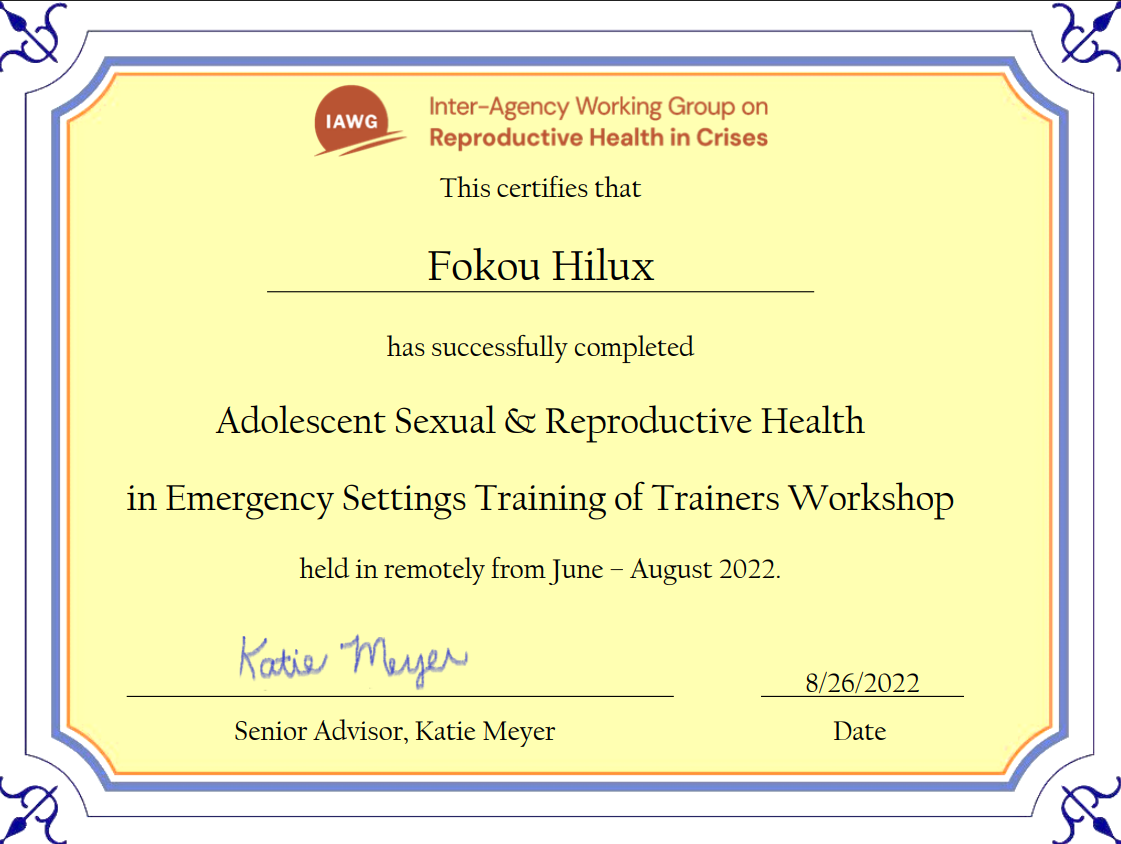 IAWG
Inter-Agency Working Group on
Reproductive Health in Crises
This certifies that
Fokou Hilux
has successfully completed
Adolescent Sexual & Reproductive Health
in Emergency Settings Training of Trainers Workshop
held in remotely from June – August 2022.
Katie Meyer
8/26/2022
Senior Advisor, Katie Meyer
Date